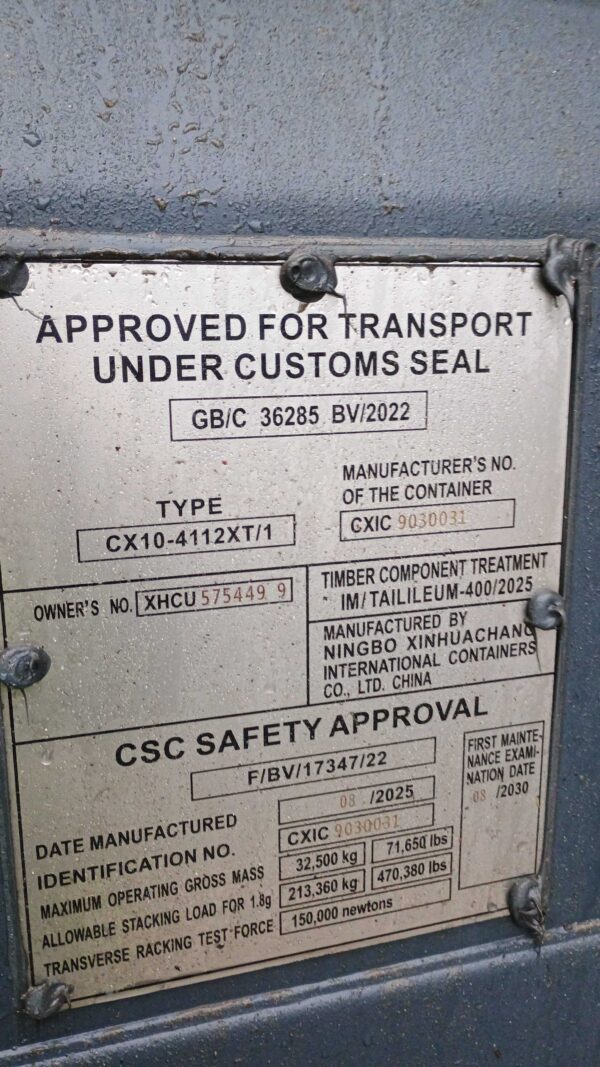 APPROVED FOR TRANSPORT
UNDER CUSTOMS SEAL
GB/C 36285 BV/2022
TYPE
CX10-4112XT/1
MANUFACTURER'S NO.
OF THE CONTAINER
CXIC 9030031
OWNER'S NO. XHCU 575449 9
TIMBER COMPONENT TREATMENT
IM/TAILILEUM-400/2025
MANUFACTURED BY
NINGBO XINHUACHANG
INTERNATIONAL CONTAINERS
CO., LTD. CHINA
CSC SAFETY APPROVAL
F/BV/17347/22
DATE MANUFACTURED 08 /2025
IDENTIFICATION NO. CXIC 9030031
MAXIMUM OPERATING GROSS MASS 32,500 kg 71,650 lbs
ALLOWABLE STACKING LOAD FOR 1.8g 213,360 kg 470,380 lbs
TRANSVERSE RACKING TEST FORCE 150,000 newtons
FIRST MAINTE-
NANCE EXAMI-
NATION DATE
08 /2030